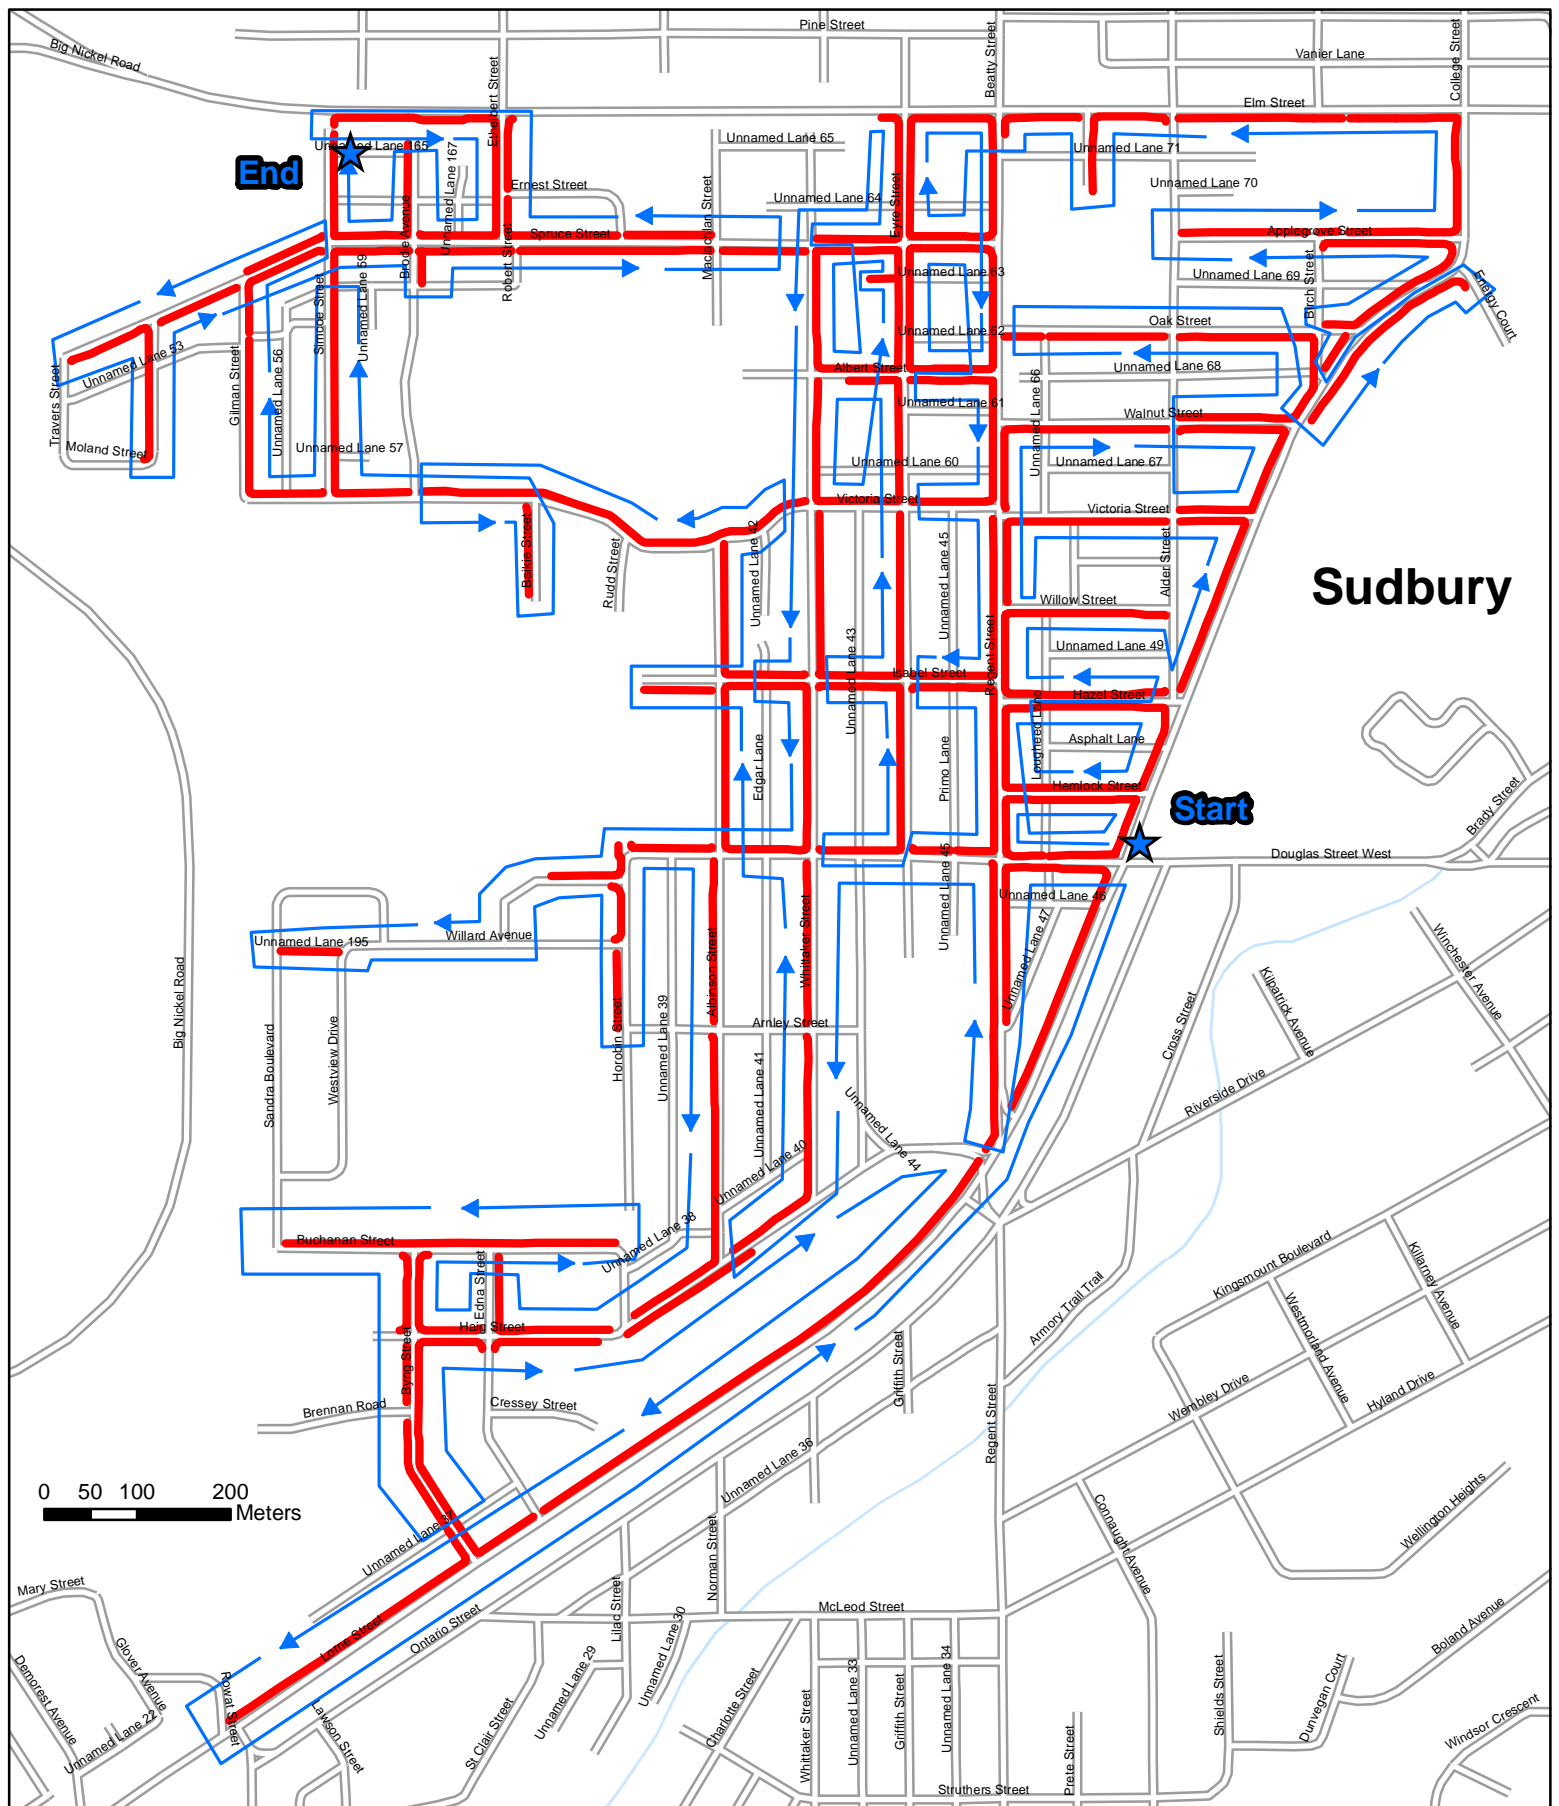 Pine Street
Big Nickel Road
Beatty Street
Vanier Lane
College Street
Ethelbert Street
Elm Street
Unnamed Lane 65
Unnamed Lane 165
Unnamed Lane 167
Unnamed Lane 71
End
Ernest Street
Maclachlan Street
Unnamed Lane 64
Eyre Street
Unnamed Lane 70
Brodie Avenue
Robert Street
Spruce Street
Applegrove Street
Unnamed Lane 59
Unnamed Lane 63
Unnamed Lane 69
Birch Street
Energy Court
Simcoe Street
Unnamed Lane 62
Oak Street
Unnamed Lane 53
Albert Street
Unnamed Lane 68
Travers Street
Gilman Street
Unnamed Lane 56
Unnamed Lane 61
Unnamed Lane 66
Walnut Street
Moland Street
Unnamed Lane 57
Unnamed Lane 60
Unnamed Lane 67
Victoria Street
Victoria Street
Baikie Street
Rudd Street
Unnamed Lane 42
Unnamed Lane 45
Alder Street
Sudbury
Willow Street
Unnamed Lane 43
Regent Street
Unnamed Lane 49
Isabel Street
Hazel Street
Lougheed Lane
Edgar Lane
Primo Lane
Asphalt Lane
Hemlock Street
Start
Brady Street
Douglas Street West
Unnamed Lane 45
Unnamed Lane 46
Unnamed Lane 47
Unnamed Lane 195
Willard Avenue
Albinson Street
Whittaker Street
Winchester Avenue
Kilpatrick Avenue
Big Nickel Road
Sandra Boulevard
Westview Drive
Horobin Street
Unnamed Lane 39
Arnley Street
Cross Street
Unnamed Lane 41
Unnamed Lane 44
Riverside Drive
Unnamed Lane 40
Unnamed Lane 38
Buchanan Street
Edna Street
Haig Street
Byng Street
Kingsmount Boulevard
Killarney Avenue
Westmorland Avenue
Armory Trail Trail
Griffith Street
Regent Street
Wembley Drive
Hyland Drive
Brennan Road
Cressey Street
Unnamed Lane 36
0 50 100 200
Meters
Unnamed Lane 37
Norman Street
Connaught Avenue
Wellington Heights
Mary Street
Lorne Street
Ontario Street
Lilac Street
Unnamed Lane 30
McLeod Street
Boland Avenue
Glover Avenue
Demorest Avenue
Rowat Street
Unnamed Lane 22
Lawson Street
St Clair Street
Unnamed Lane 29
Charlotte Street
Whittaker Street
Unnamed Lane 33
Griffith Street
Unnamed Lane 34
Prete Street
Shields Street
Dunvegan Court
Windsor Crescent
Struthers Street